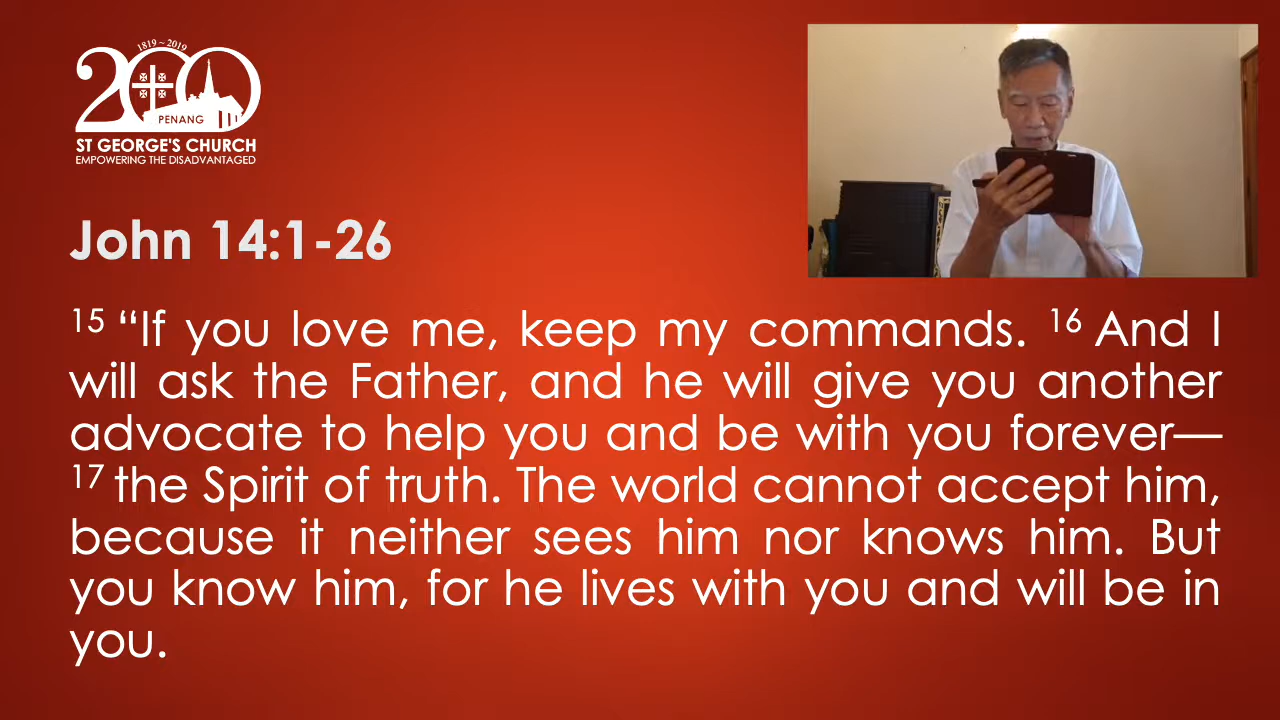 1819 ~ 2019
200
PENANG
ST GEORGE'S CHURCH
EMPOWERING THE DISADVANTAGED
John 14:1-26
15 “If you love me, keep my commands. 16 And I
will ask the Father, and he will give you another
advocate to help you and be with you forever—
17 the Spirit of truth. The world cannot accept him,
because it neither sees him nor knows him. But
you know him, for he lives with you and will be in
you.